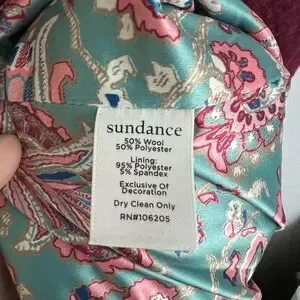 sundance
50% Wool
50% Polyester
Lining:
95% Polyester
5% Spandex
Exclusive Of
Decoration
Dry Clean Only
RN#106205